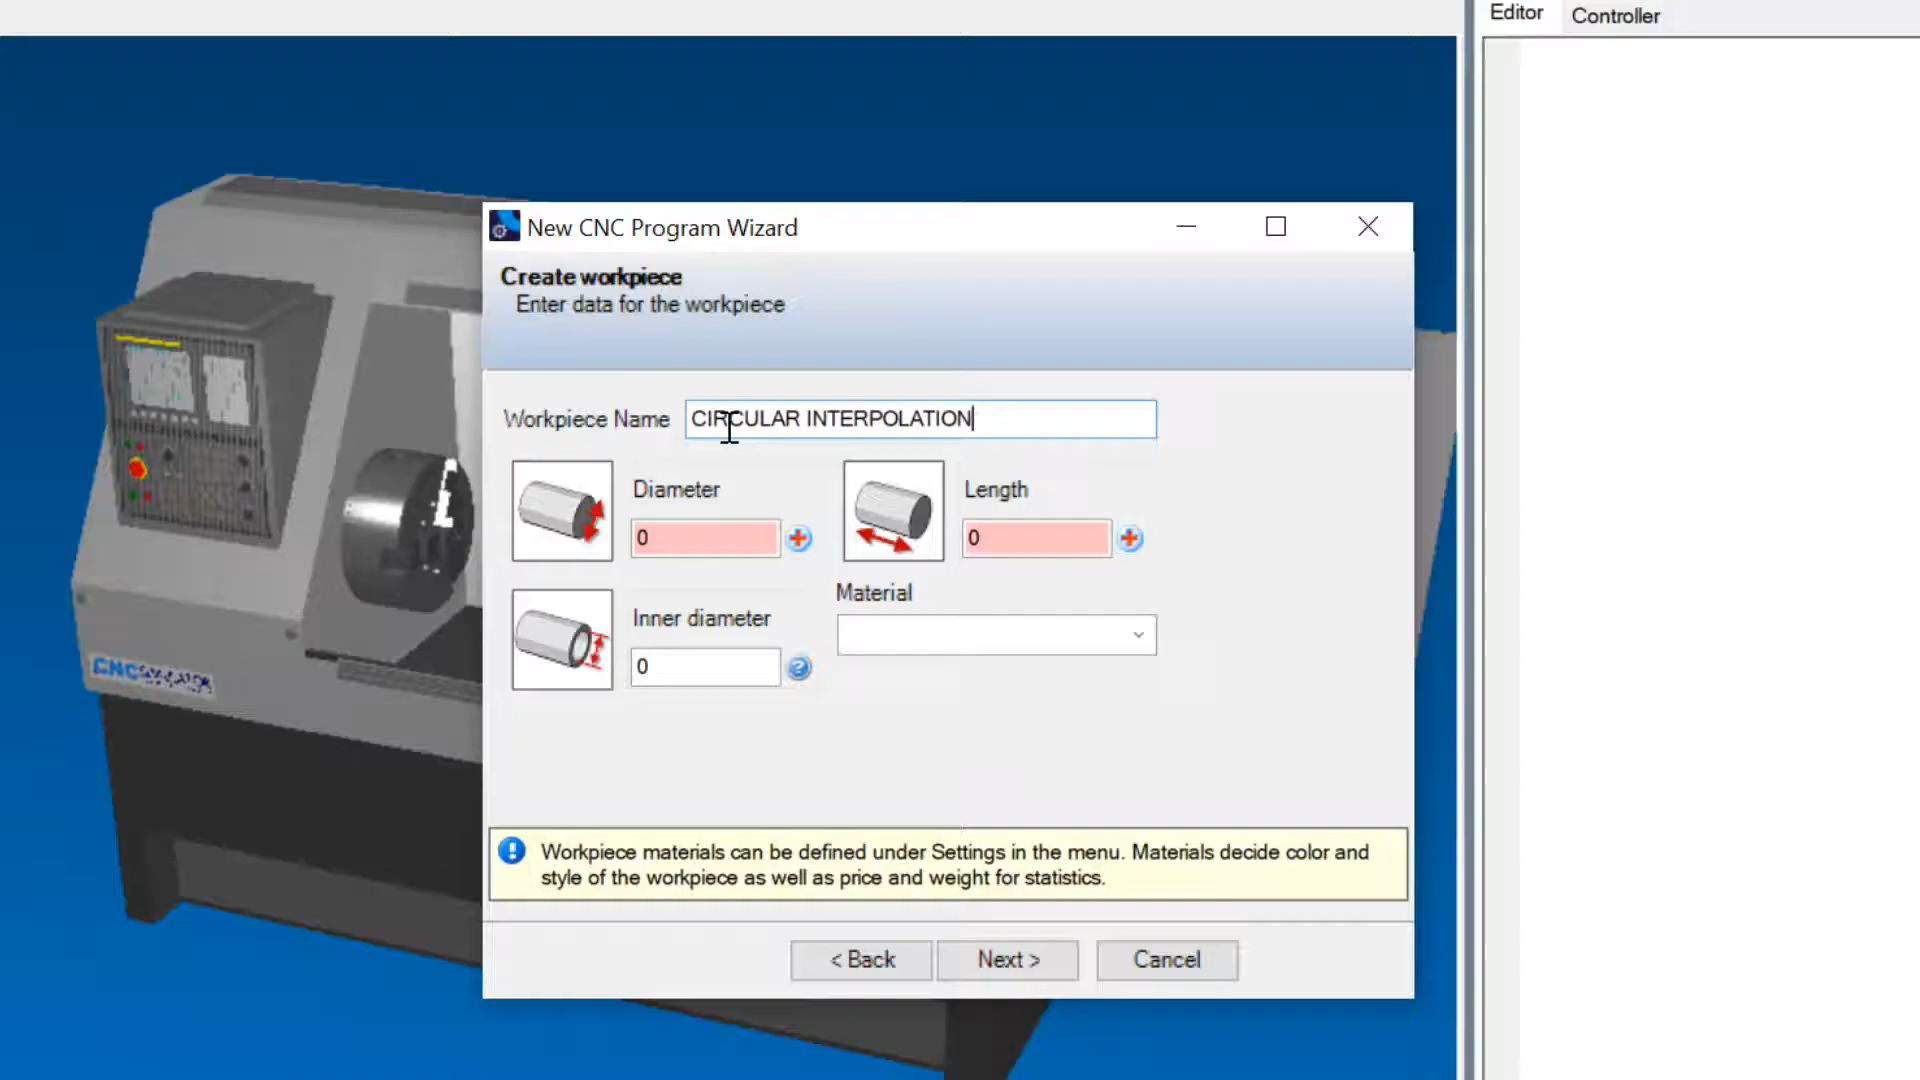 Editor
Controller
New CNC Program Wizard
Create workpiece
Enter data for the workpiece
Workpiece Name
CIRCULAR INTERPOLATION
Diameter
Length
0
0
Inner diameter
Material
0
Workpiece materials can be defined under Settings in the menu. Materials decide color and
style of the workpiece as well as price and weight for statistics.
< Back
Next >
Cancel
CNC